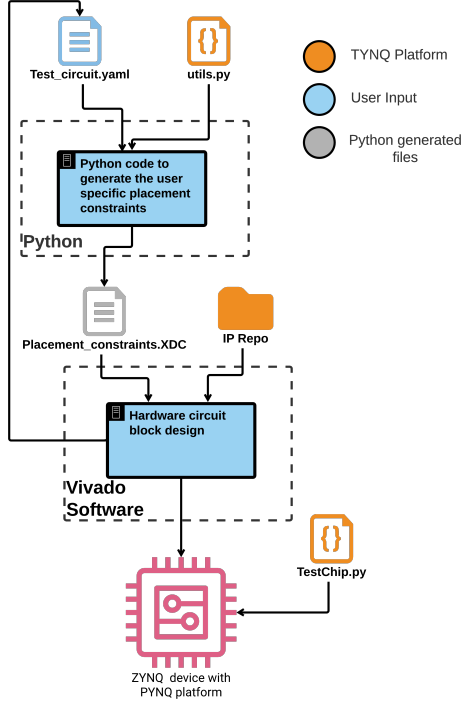 Test_circuit.yaml
utils.py
TYNQ Platform
User Input
Python generated
files
Python code to
generate the user
specific placement
constraints
Python
Placement_constraints.XDC
IP Repo
Hardware circuit
block design
Vivado
Software
TestChip.py
ZYNQ device with
PYNQ platform